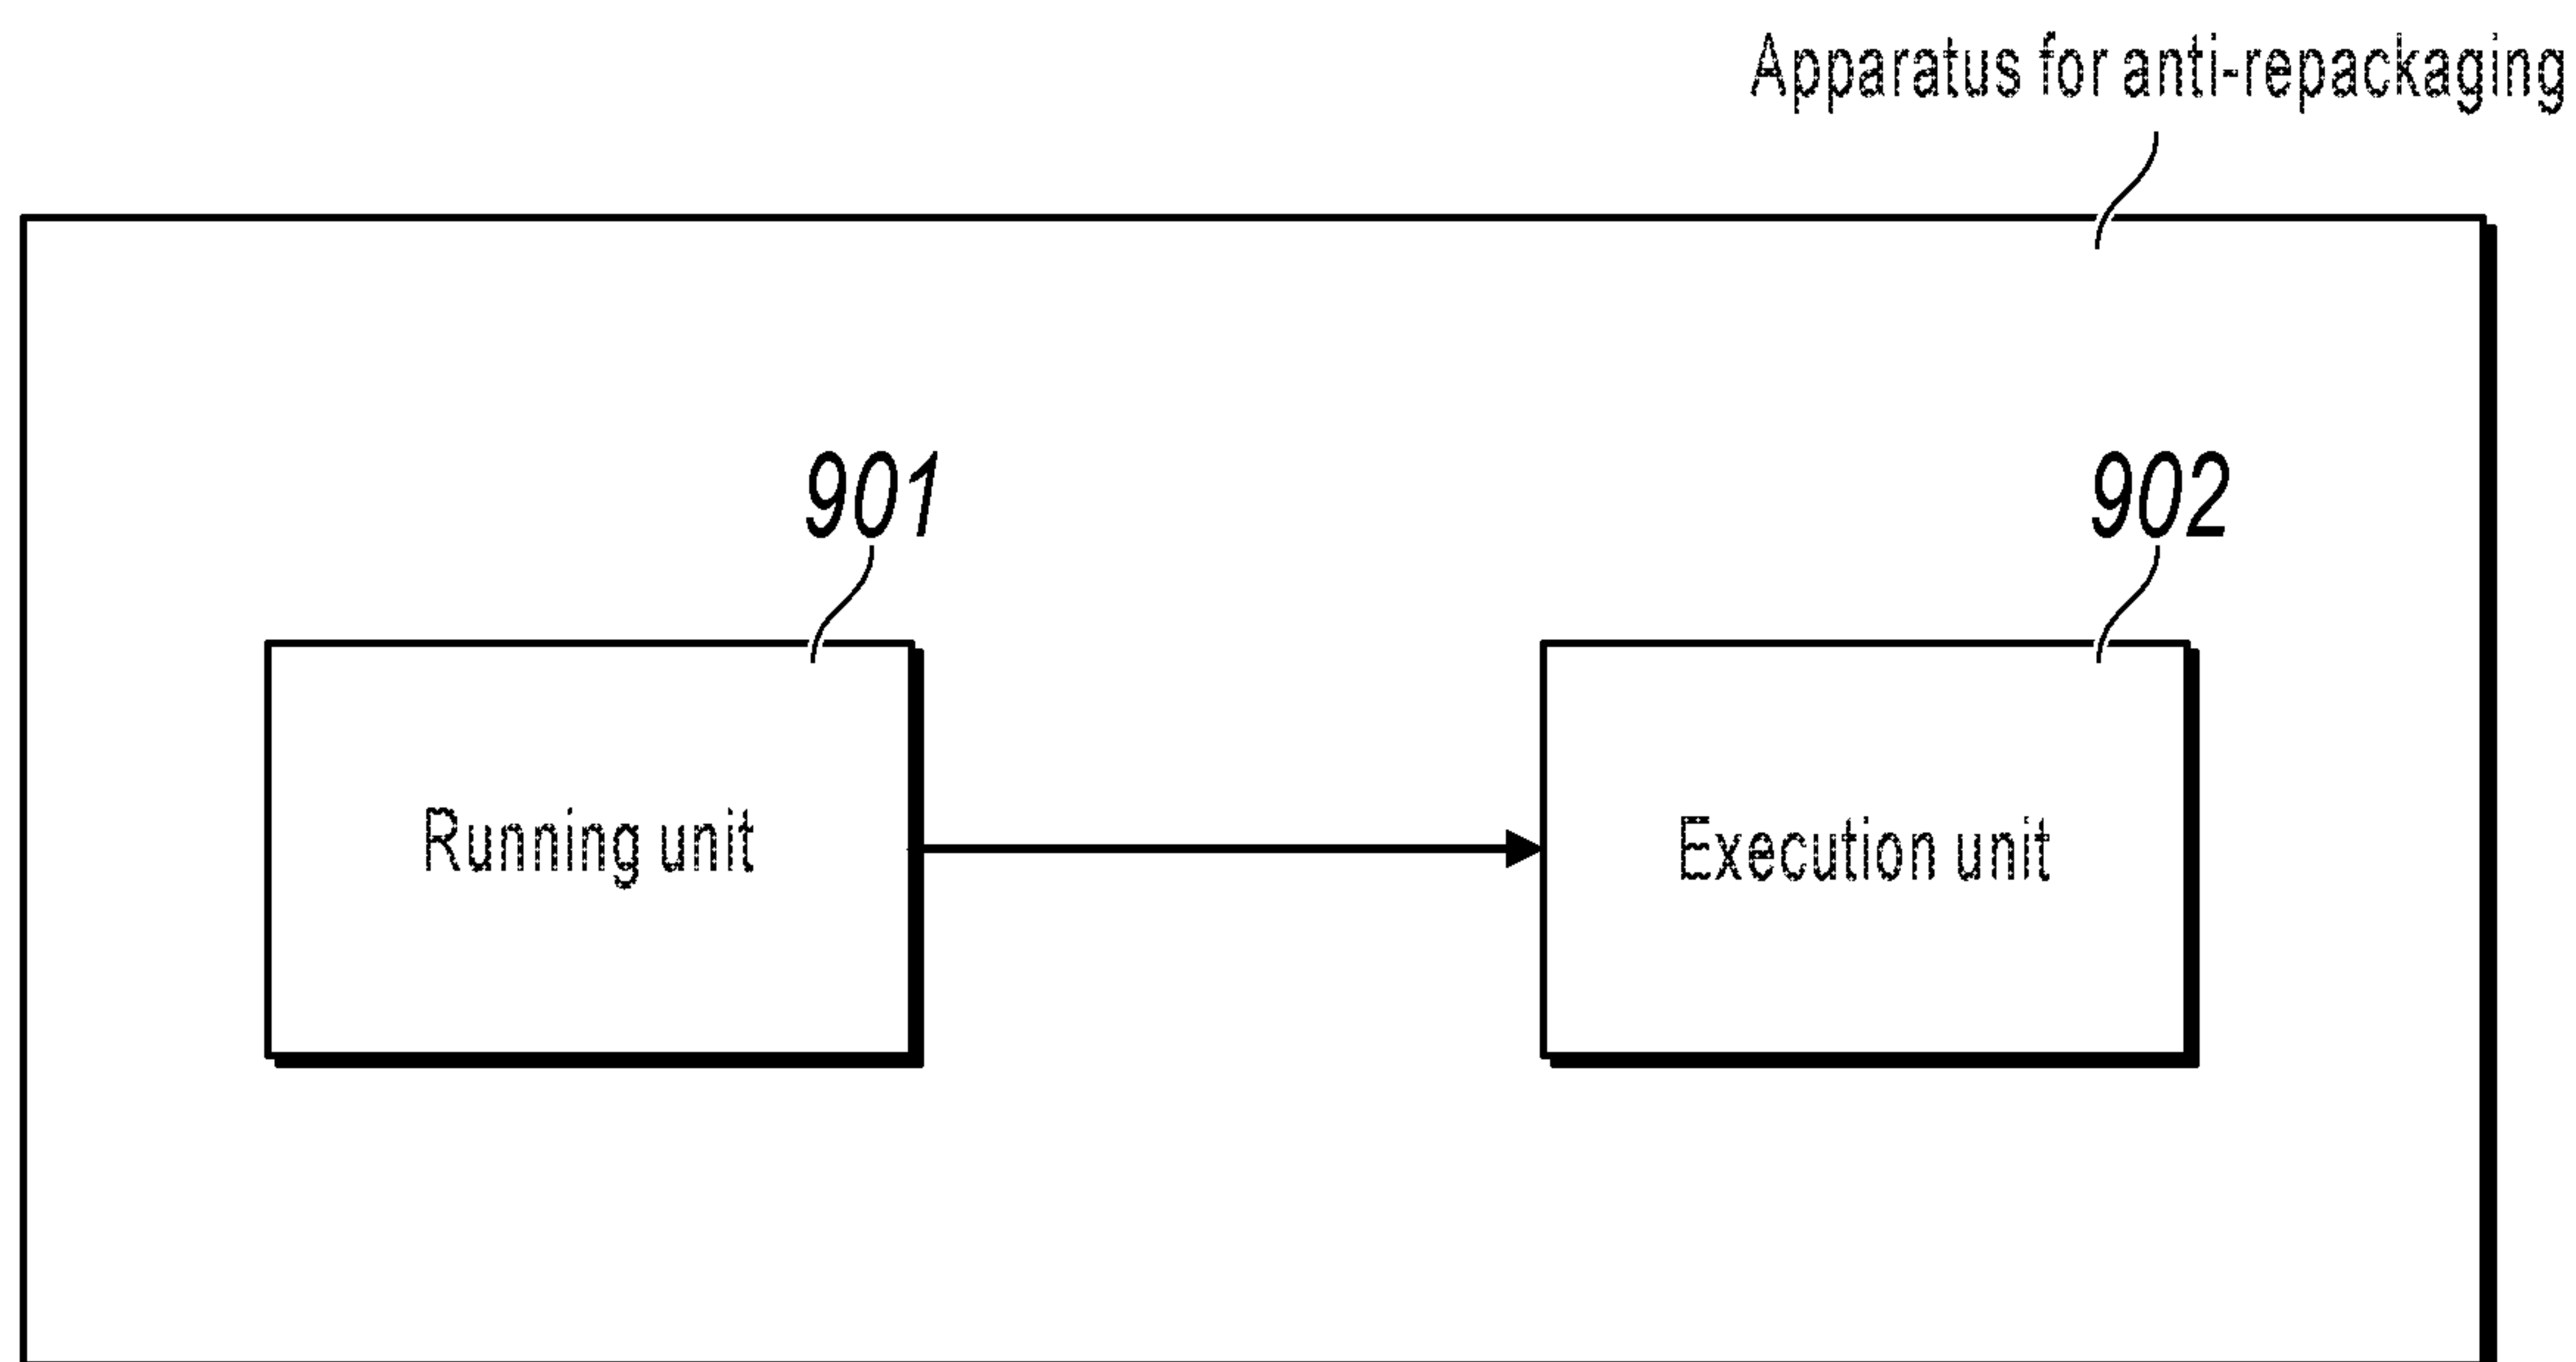 Apparatus for anti-repackaging
901
902
Running unit
Execution unit